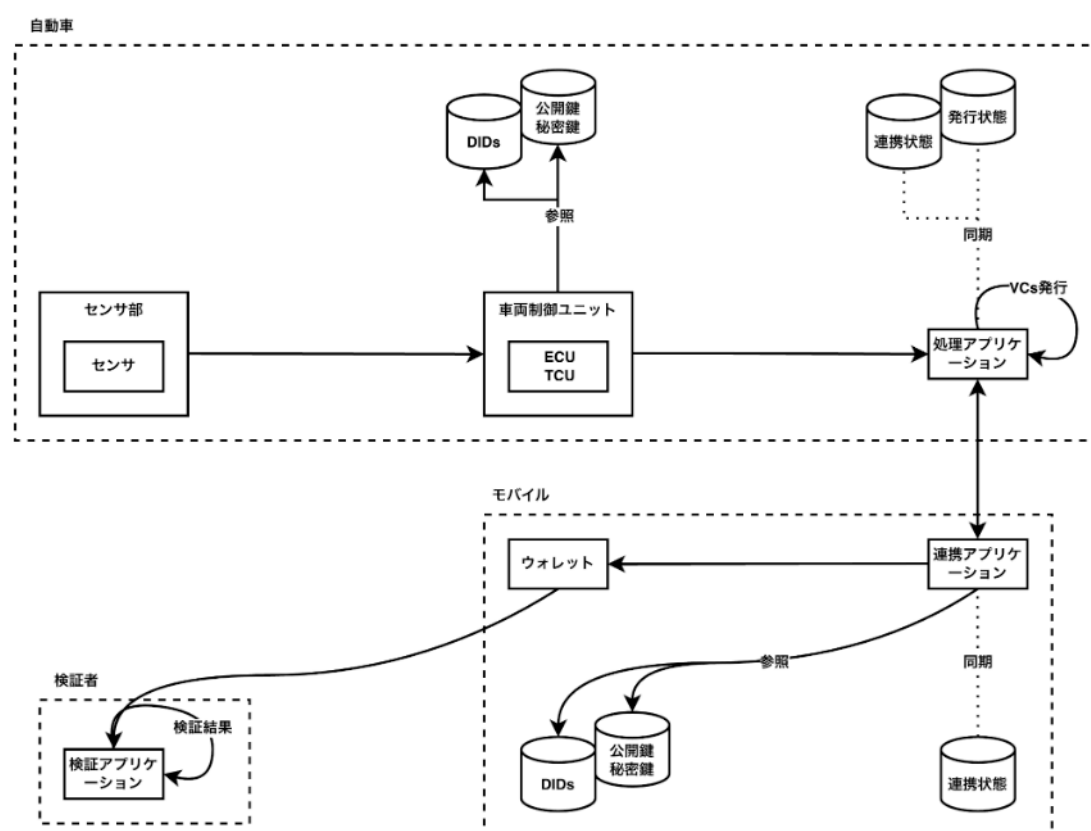 自動車
公開鍵
秘密鍵
DIDs
発行状態
連携状態
参照
同期
VCs発行
センサ部
センサ
車両制御ユニット
ECU
TCU
処理アプリケ
ーション
モバイル
ウォレット
連携アプリケ
ーション
参照
同期
検証者
検証結果
検証アプリケ
ーション
公開鍵
秘密鍵
DIDs
連携状態